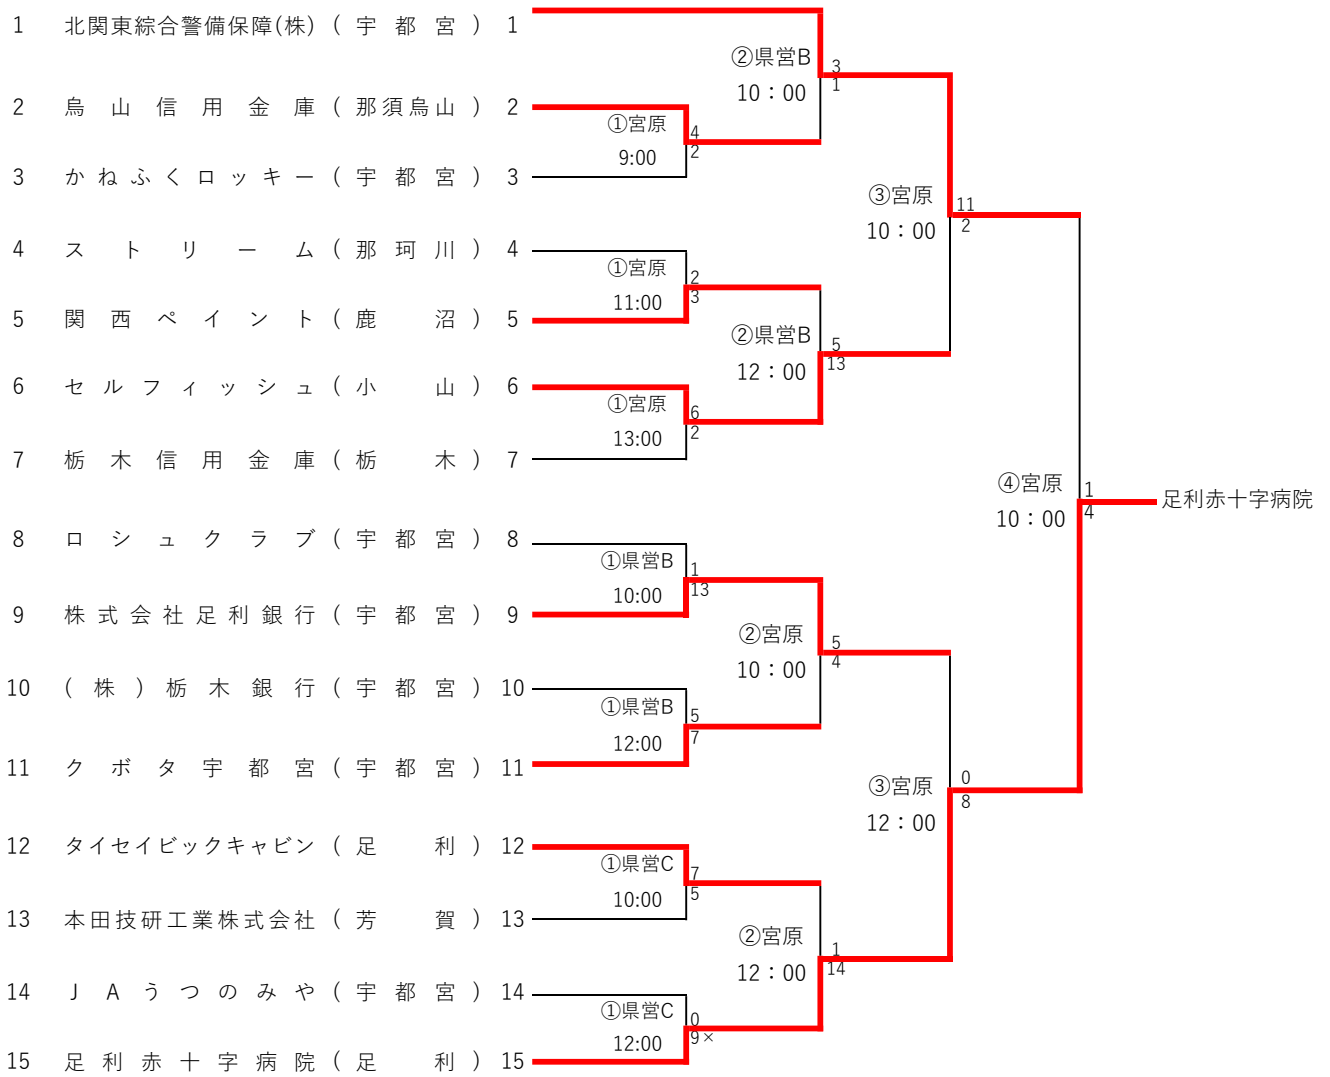 1 北関東綜合警備保障(株) ( 宇 都 宮 ) 1
2 烏 山 信 用 金 庫 ( 那須烏山 ) 2
3 か ね ふ く ロ ッ キ ー ( 宇 都 宮 ) 3
4 ス ト リ ー ム ( 那 珂 川 ) 4
5 関 西 ペ イ ン ト ( 鹿 沼 ) 5
6 セ ル フ ィ ッ シ ュ ( 小 山 ) 6
7 栃 木 信 用 金 庫 ( 栃 木 ) 7
8 ロ シ ュ ク ラ ブ ( 宇 都 宮 ) 8
9 株 式 会 社 足 利 銀 行 ( 宇 都 宮 ) 9
10 ( 株 ) 栃 木 銀 行 ( 宇 都 宮 ) 10
11 ク ボ タ 宇 都 宮 ( 宇 都 宮 ) 11
12 タイセイビックキャビン ( 足 利 ) 12
13 本田技研工業株式会社 ( 芳 賀 ) 13
14 J A う つ の み や ( 宇 都 宮 ) 14
15 足 利 赤 十 字 病 院 ( 足 利 ) 15
①宮原
9:00
4
2
①宮原
11:00
2
3
①宮原
13:00
6
2
①県営B
10:00
1
13
①県営B
12:00
5
7
①県営C
10:00
7
5
①県営C
12:00
0
9×
②県営B
10：00
3
1
②県営B
12：00
5
13
②宮原
10：00
5
4
②宮原
12：00
1
14
③宮原
10：00
11
2
③宮原
12：00
0
8
④宮原
10：00
1
4
足利赤十字病院